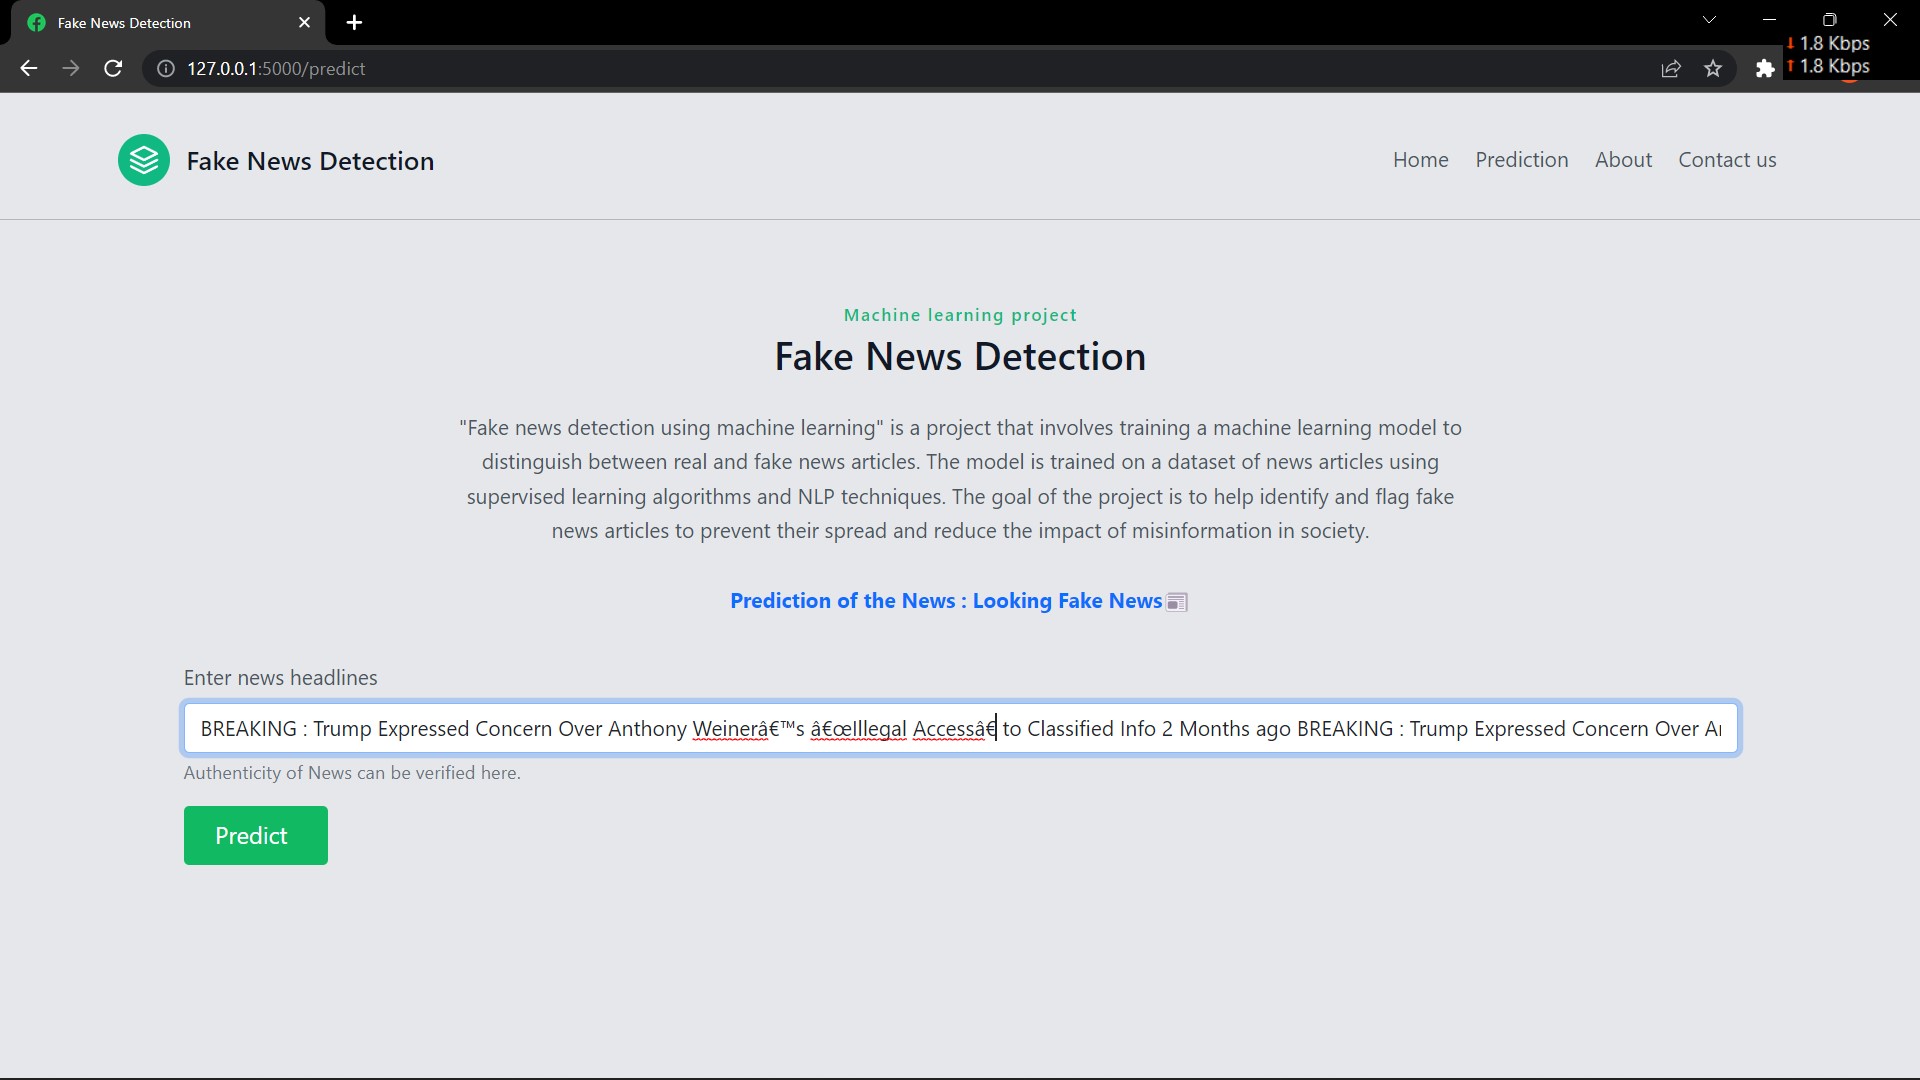 Fake News Detection
1.8 Kbps
127.0.0.1:5000/predict
1.8 Kbps
Fake News Detection
Home Prediction About Contact us
Machine learning project
Fake News Detection
"Fake news detection using machine learning" is a project that involves training a machine learning model to
distinguish between real and fake news articles. The model is trained on a dataset of news articles using
supervised learning algorithms and NLP techniques. The goal of the project is to help identify and flag fake
news articles to prevent their spread and reduce the impact of misinformation in society.
Prediction of the News : Looking Fake News
Enter news headlines
BREAKING : Trump Expressed Concern Over Anthony Weinerâ€™s â€œIllegal Accessâ€ to Classified Info 2 Months ago BREAKING : Trump Expressed Concern Over
Authenticity of News can be verified here.
Predict